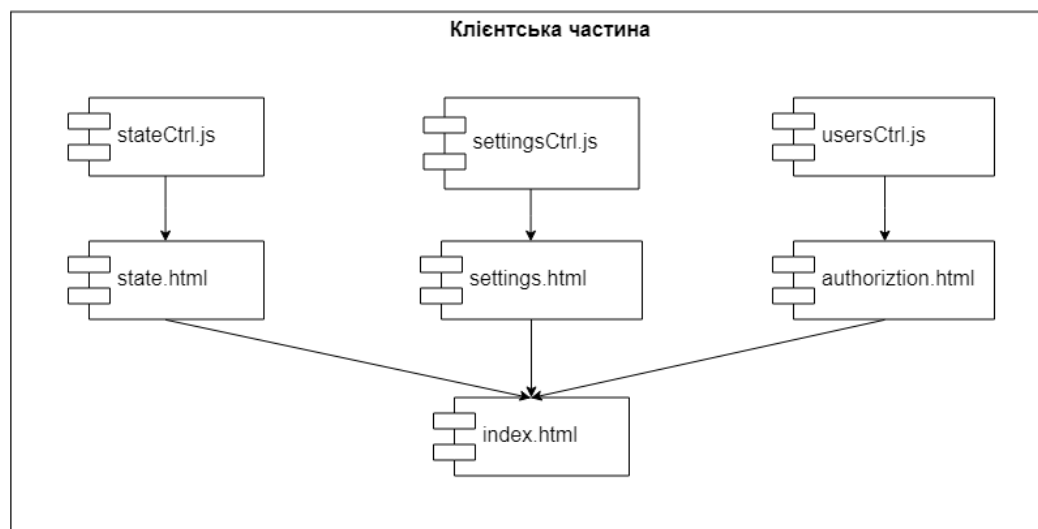 Клієнтська частина
stateCtrl.js
settingsCtrl.js
usersCtrl.js
state.html
settings.html
authoriztion.html
index.html